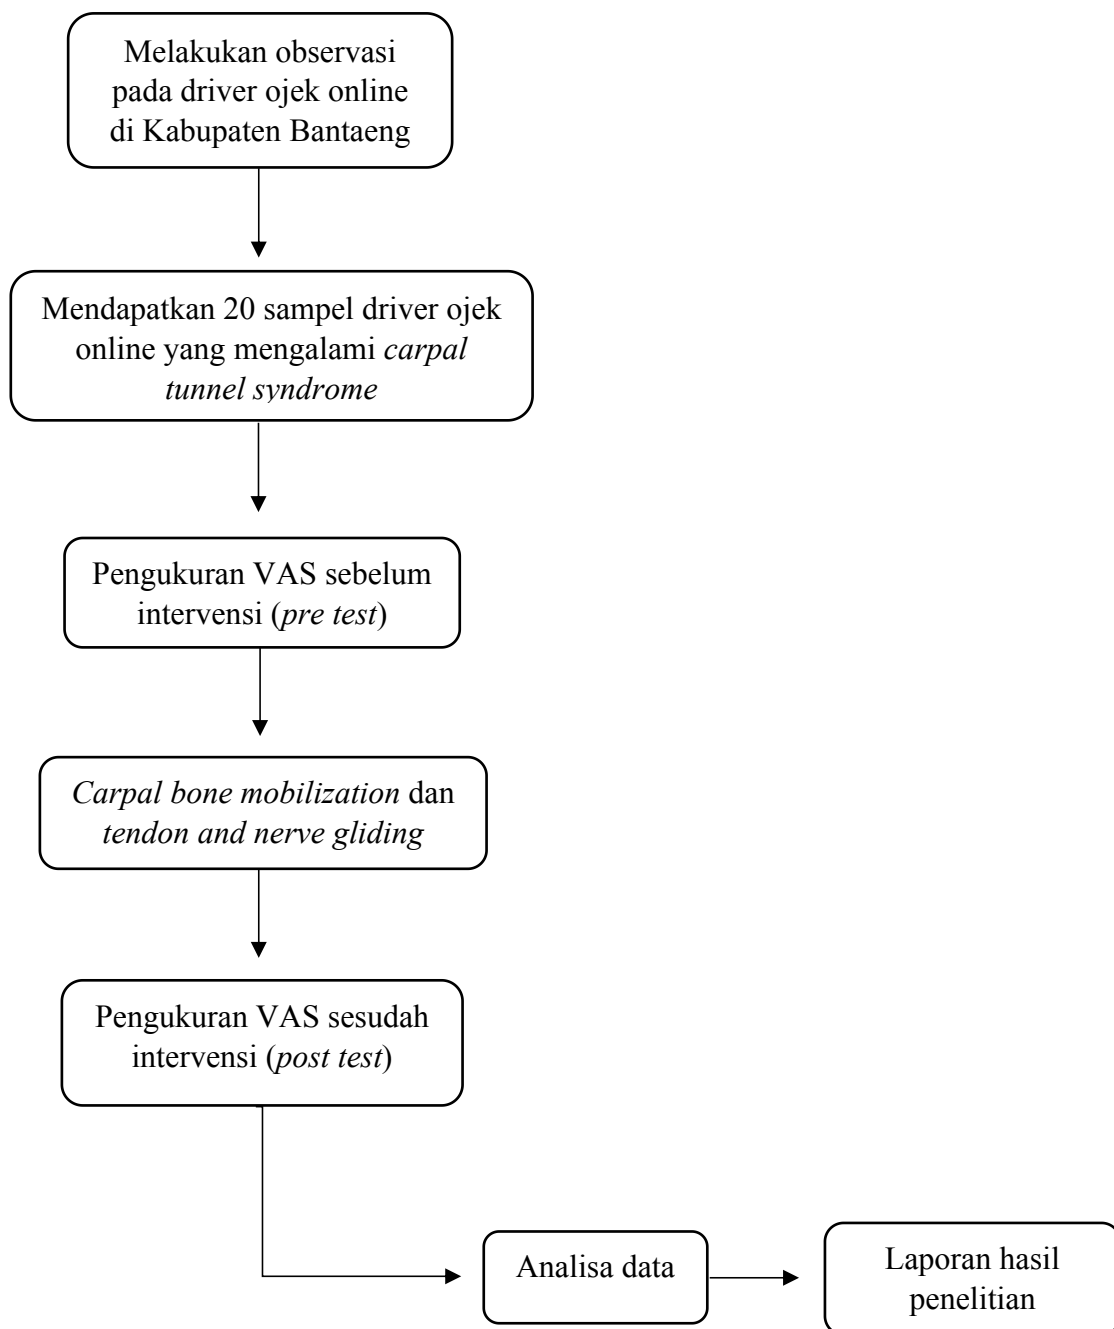 Melakukan observasi
pada driver ojek online
di Kabupaten Bantaeng
Mendapatkan 20 sampel driver ojek
online yang mengalami carpal
tunnel syndrome
Pengukuran VAS sebelum
intervensi (pre test)
Carpal bone mobilization dan
tendon and nerve gliding
Pengukuran VAS sesudah
intervensi (post test)
Analisa data
Laporan hasil
penelitian